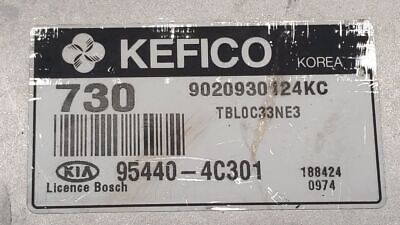 KEFICO KOREA
730 9020930124KC
TBL0C33NE3
KIA 95440-4C301 188424
Licence Bosch 0974